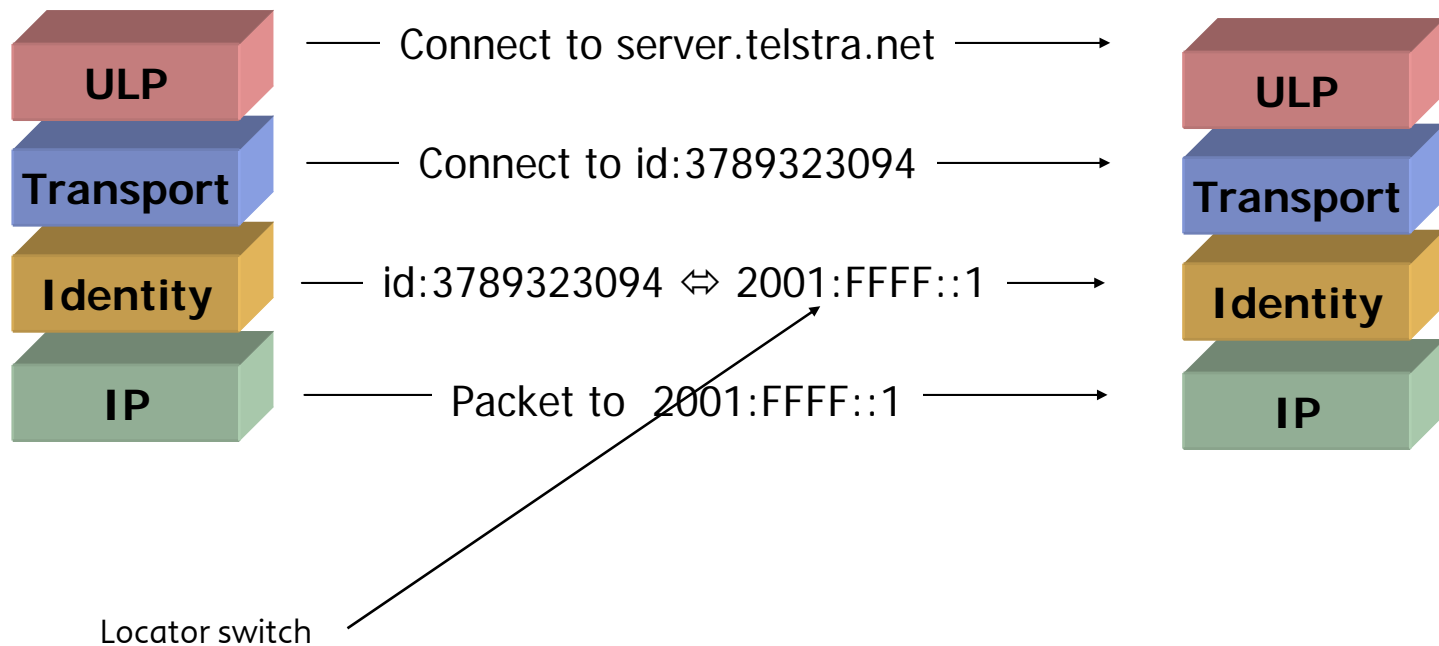 ULP Connect to server.telstra.net ULP
Transport Connect to id:3789323094 Transport
Identity id:3789323094 ⬄ 2001:FFFF::1 Identity
IP Packet to 2001:FFFF::1 IP
Locator switch